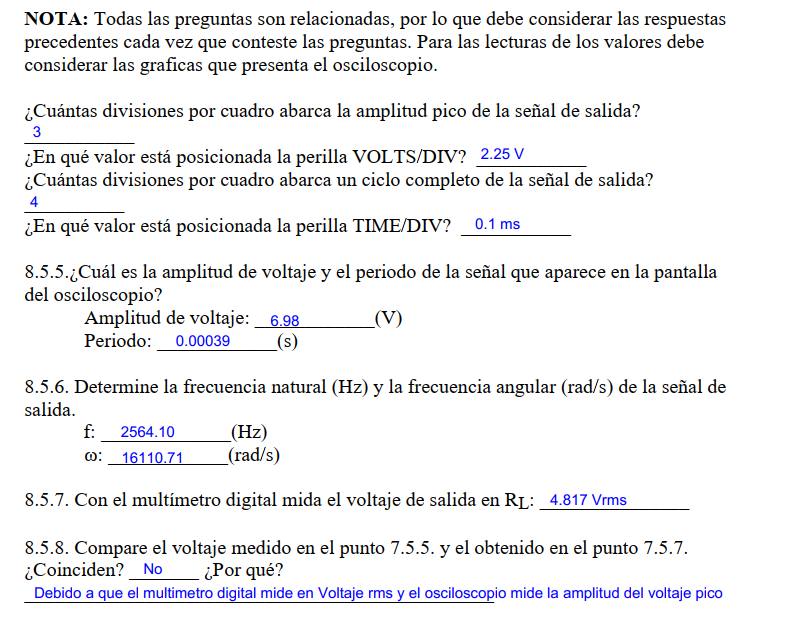 NOTA: Todas las preguntas son relacionadas, por lo que debe considerar las respuestas
precedentes cada vez que conteste las preguntas. Para las lecturas de los valores debe
considerar las graficas que presenta el osciloscopio.
¿Cuántas divisiones por cuadro abarca la amplitud pico de la señal de salida?
3
¿En qué valor está posicionada la perilla VOLTS/DIV? 2.25 V
¿Cuántas divisiones por cuadro abarca un ciclo completo de la señal de salida?
4
¿En qué valor está posicionada la perilla TIME/DIV? 0.1 ms
8.5.5.¿Cuál es la amplitud de voltaje y el periodo de la señal que aparece en la pantalla
del osciloscopio?
Amplitud de voltaje: 6.98 (V)
Periodo: 0.00039 (s)
8.5.6. Determine la frecuencia natural (Hz) y la frecuencia angular (rad/s) de la señal de
salida.
f: 2564.10 (Hz)
ω: 16110.71 (rad/s)
8.5.7. Con el multímetro digital mida el voltaje de salida en RL: 4.817 Vrms
8.5.8. Compare el voltaje medido en el punto 7.5.5. y el obtenido en el punto 7.5.7.
¿Coinciden? No ¿Por qué?
Debido a que el multimetro digital mide en Voltaje rms y el osciloscopio mide la amplitud del voltaje pico